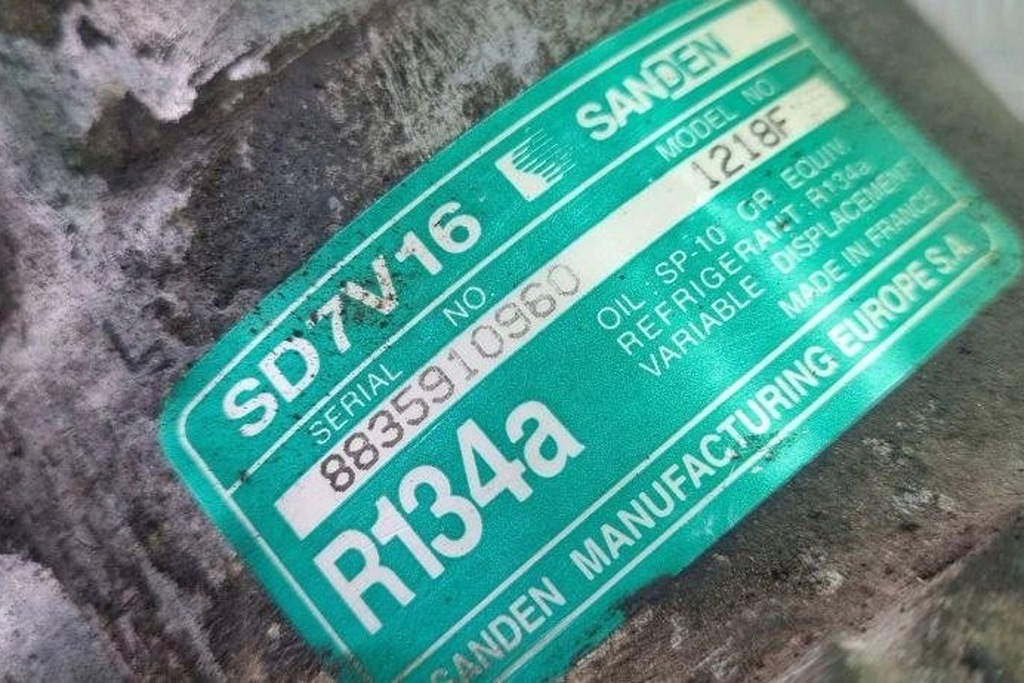 SD7V16 SANDEN
SERIAL NO. MODEL NO.
8835910960 1218F
R134a
OIL : SP-10 OR EQUIV.
REFRIGERANT: R134a
VARIABLE DISPLACEMENT
MADE IN FRANCE
SANDEN MANUFACTURING EUROPE S.A.